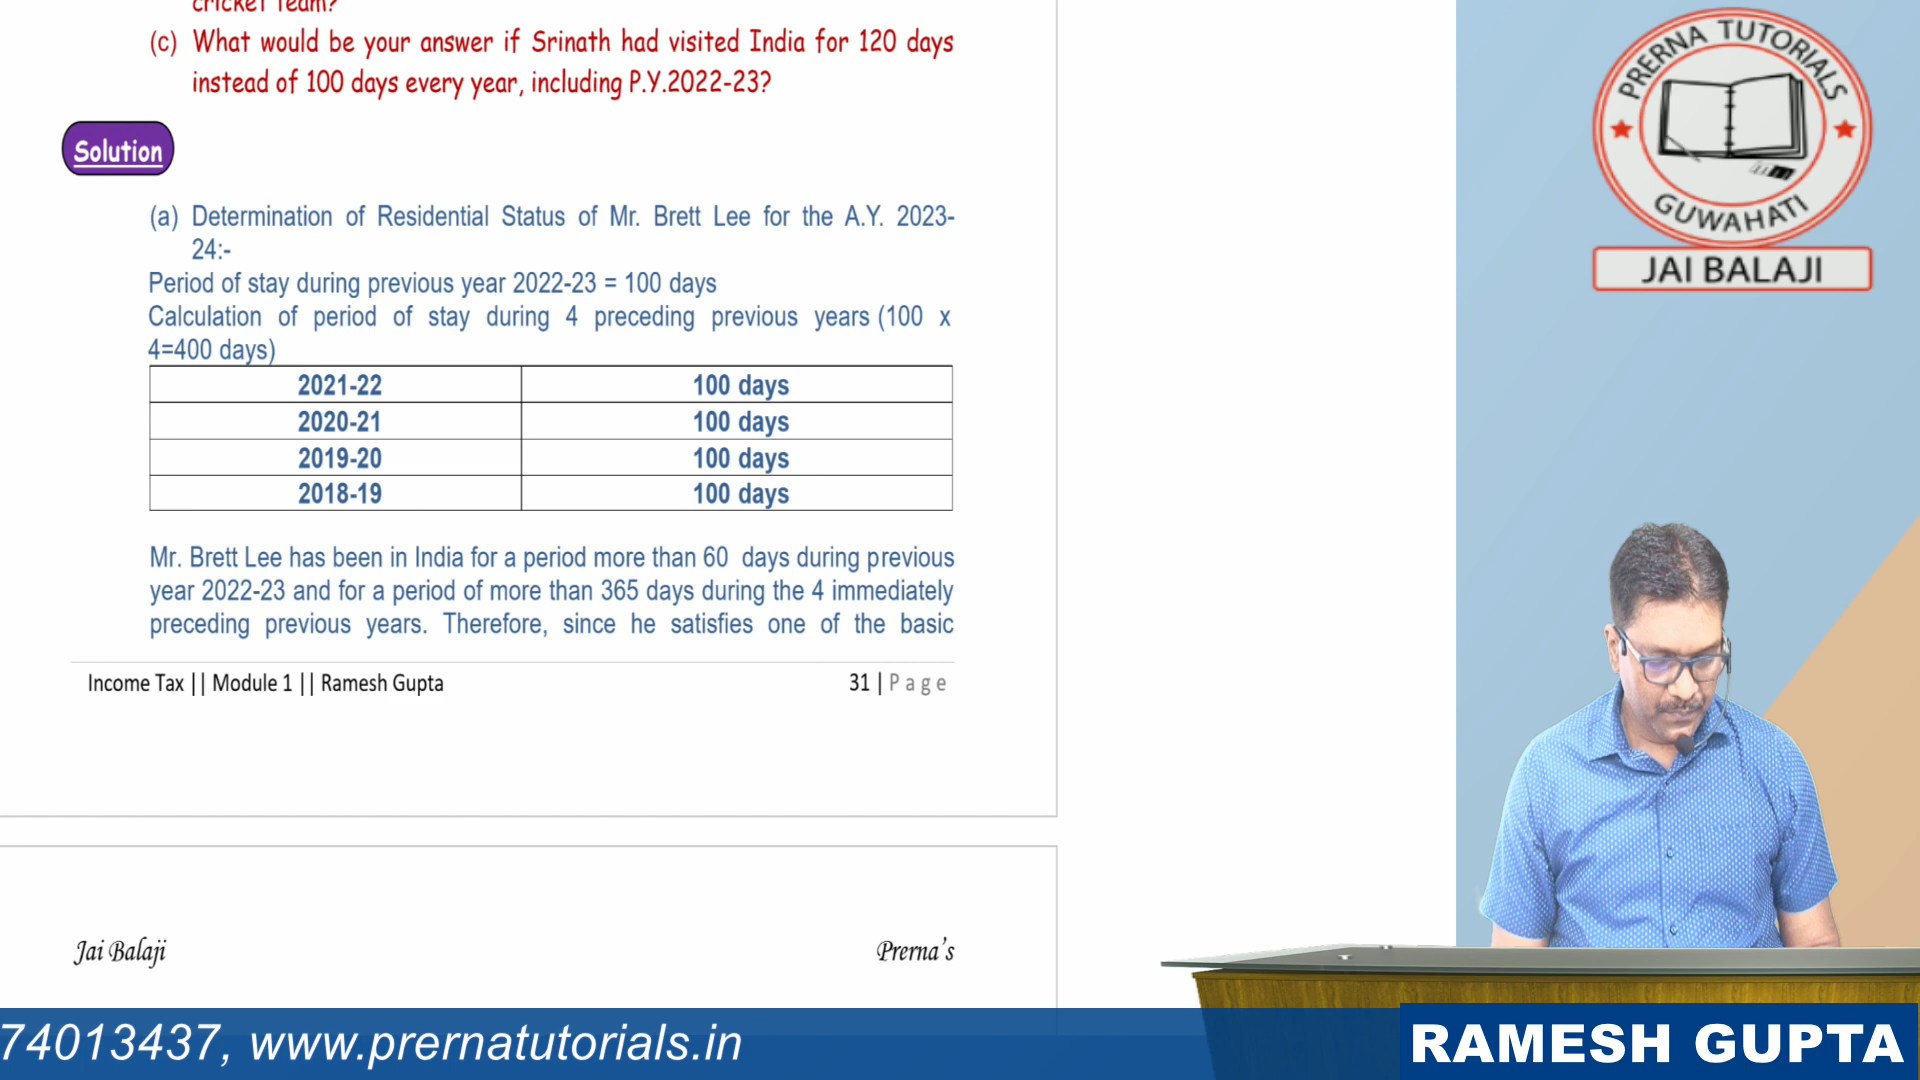 cricket team?
(c) What would be your answer if Srinath had visited India for 120 days
instead of 100 days every year, including P.Y.2022-23?
Solution
(a) Determination of Residential Status of Mr. Brett Lee for the A.Y. 2023-
24:-
Period of stay during previous year 2022-23 = 100 days
Calculation of period of stay during 4 preceding previous years (100 x
4=400 days)
2021-22 100 days
2020-21 100 days
2019-20 100 days
2018-19 100 days
Mr. Brett Lee has been in India for a period more than 60 days during previous
year 2022-23 and for a period of more than 365 days during the 4 immediately
preceding previous years. Therefore, since he satisfies one of the basic
Income Tax || Module 1 || Ramesh Gupta 31 | Page
Jai Balaji Prerna's
PRERNA TUTORIALS
GUWAHATI
JAI BALAJI
74013437, www.prernatutorials.in
RAMESH GUPTA